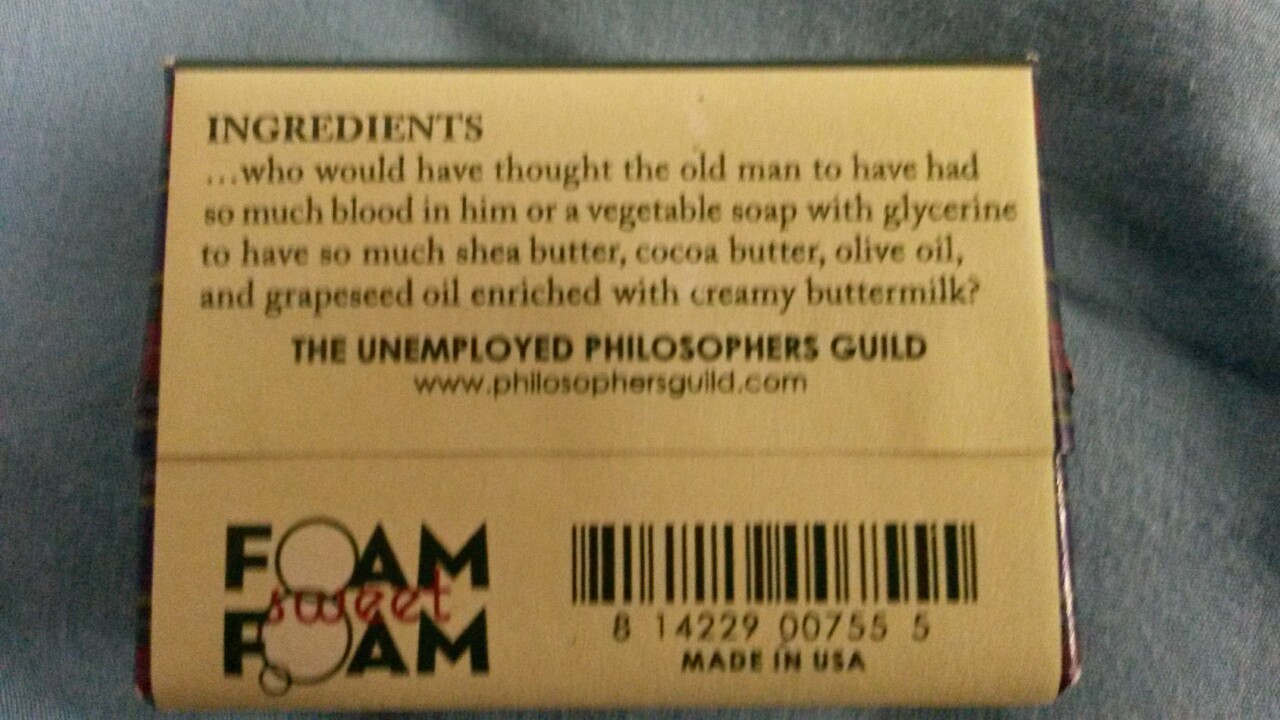 INGREDIENTS
...who would have thought the old man to have had
so much blood in him or a vegetable soap with glycerine
to have so much shea butter, cocoa butter, olive oil,
and grapeseed oil enriched with creamy buttermilk?
THE UNEMPLOYED PHILOSOPHERS GUILD
www.philosophersguild.com
FOAM
sweet
FOAM
8 14229 00755 5
MADE IN USA